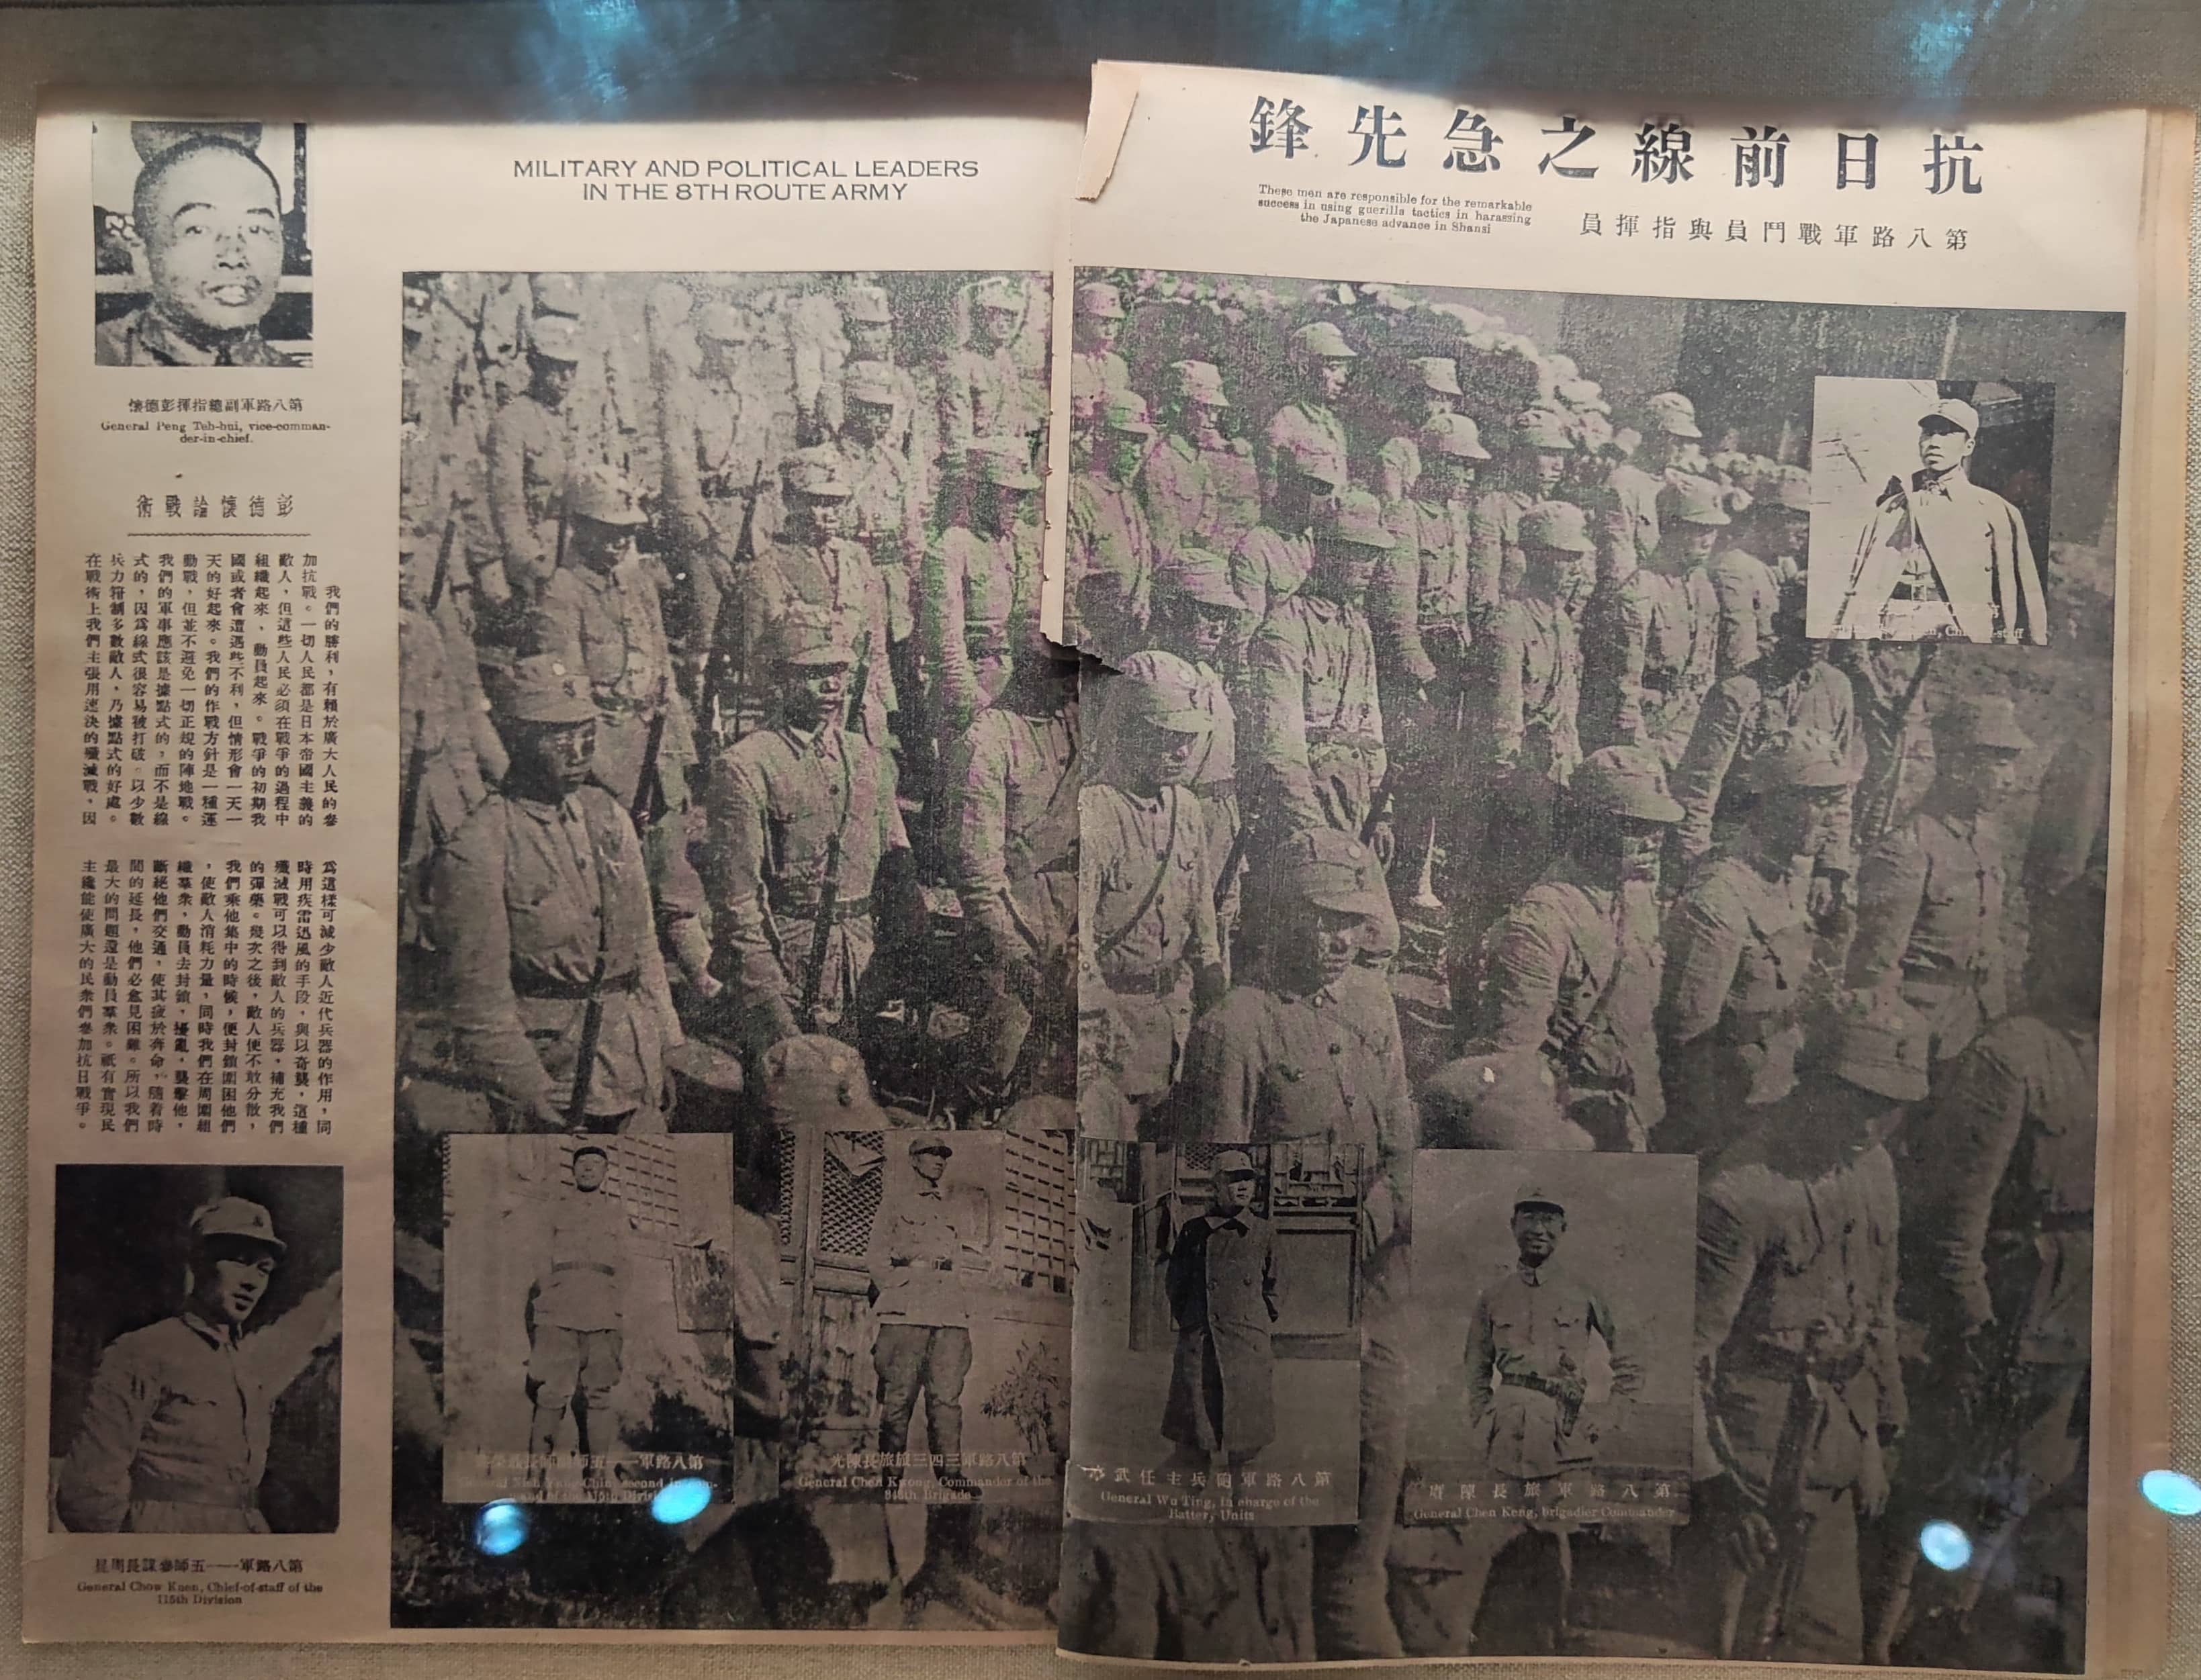 抗日前線之急先鋒
These men are responsible for the remarkable
success in using guerilla tactics in harassing
the Japanese advance in Shansi
第八路軍戰鬥員與指揮員
MILITARY AND POLITICAL LEADERS
IN THE 8TH ROUTE ARMY
第八路軍副總指揮彭德懷
General Peng Teh-hui, vice-comman-
der-in-chief.
彭德懷論戰術
我們的勝利，有賴於廣大人民的參
加抗戰。一切人民都是日本帝國主義的
敵人，但這些人民必須在戰爭的過程中
組織起來、動員起來。戰爭的初期我
國或者會遭遇些不利，但情形會一天一
天的好起來。我們的作戰方針是一種運
動戰，但並不避免一切正規的陣地戰。
我們的軍事應該是據點式的，而不是線
式的，因爲線式很容易被打破。以少數
兵力箝制多數敵人，乃據點式的好處。
在戰術上我們主張用速決的殲滅戰，因
爲這樣可減少敵人近代兵器的作用，同
時用疾雷迅風的手段，與以奇襲，這種
殲滅戰可以得到敵人的兵器，補充我們
的彈藥。幾次之後，敵人便不敢分散，
我們乘他集中的時候，便封鎖圍困他們
，使敵人消耗力量，同時我們在周圍組
織羣衆，動員去封鎖，擾亂，襲擊他，
斷絕他們交通，使其疲於奔命，隨着時
間的延長，他們必愈見困難。所以我們
最大的問題還是動員羣衆。祇有實現民
主纔能使廣大的民衆們參加抗日戰爭。
第八路軍一一五師參謀長周昆
General Chow Kuen, Chief-of-staff of the
115th Division
第八路軍一一五師副師長聶榮
General Nieh Yung-Chin, second in com-
mand of the 115th Division
第八路軍三四三旅旅長陳光
General Chen Kwong, Commander of the
Brigade
第八路軍砲兵主任武亭
General Wu Ting, in charge of the
Battery Units
第八路軍旅長陳賡
General Chen Keng, brigadier Commander